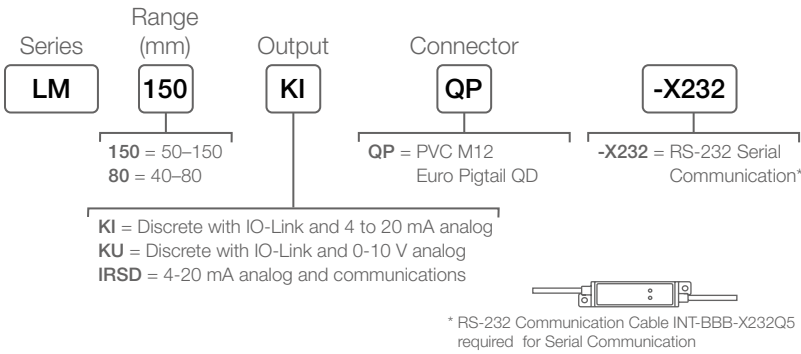 Series
Range
(mm)
Output
Connector
LM
150
KI
QP
-X232
150 = 50–150
80 = 40–80
QP = PVC M12
Euro Pigtail QD
-X232 = RS-232 Serial
Communication*
KI = Discrete with IO-Link and 4 to 20 mA analog
KU = Discrete with IO-Link and 0-10 V analog
IRSD = 4-20 mA analog and communications
* RS-232 Communication Cable INT-BBB-X232Q5
required for Serial Communication